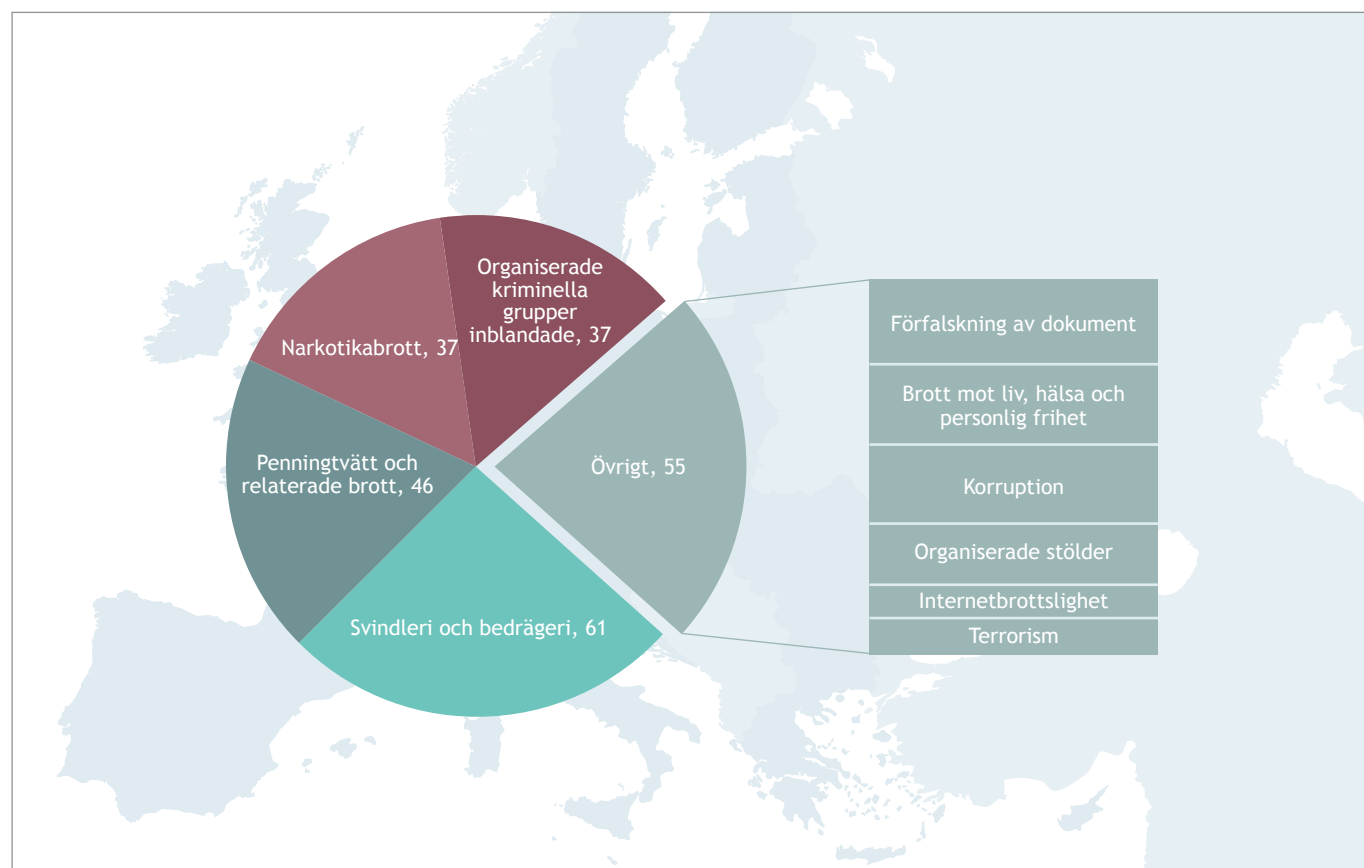 Organiserade
kriminella
grupper
inblandade, 37
Narkotikabrott, 37
Penningtvätt och
relaterade brott, 46
Övrigt, 55
Svindleri och bedrägeri, 61
Förfalskning av dokument
Brott mot liv, hälsa och
personlig frihet
Korruption
Organiserade stölder
Internetbrottslighet
Terrorism